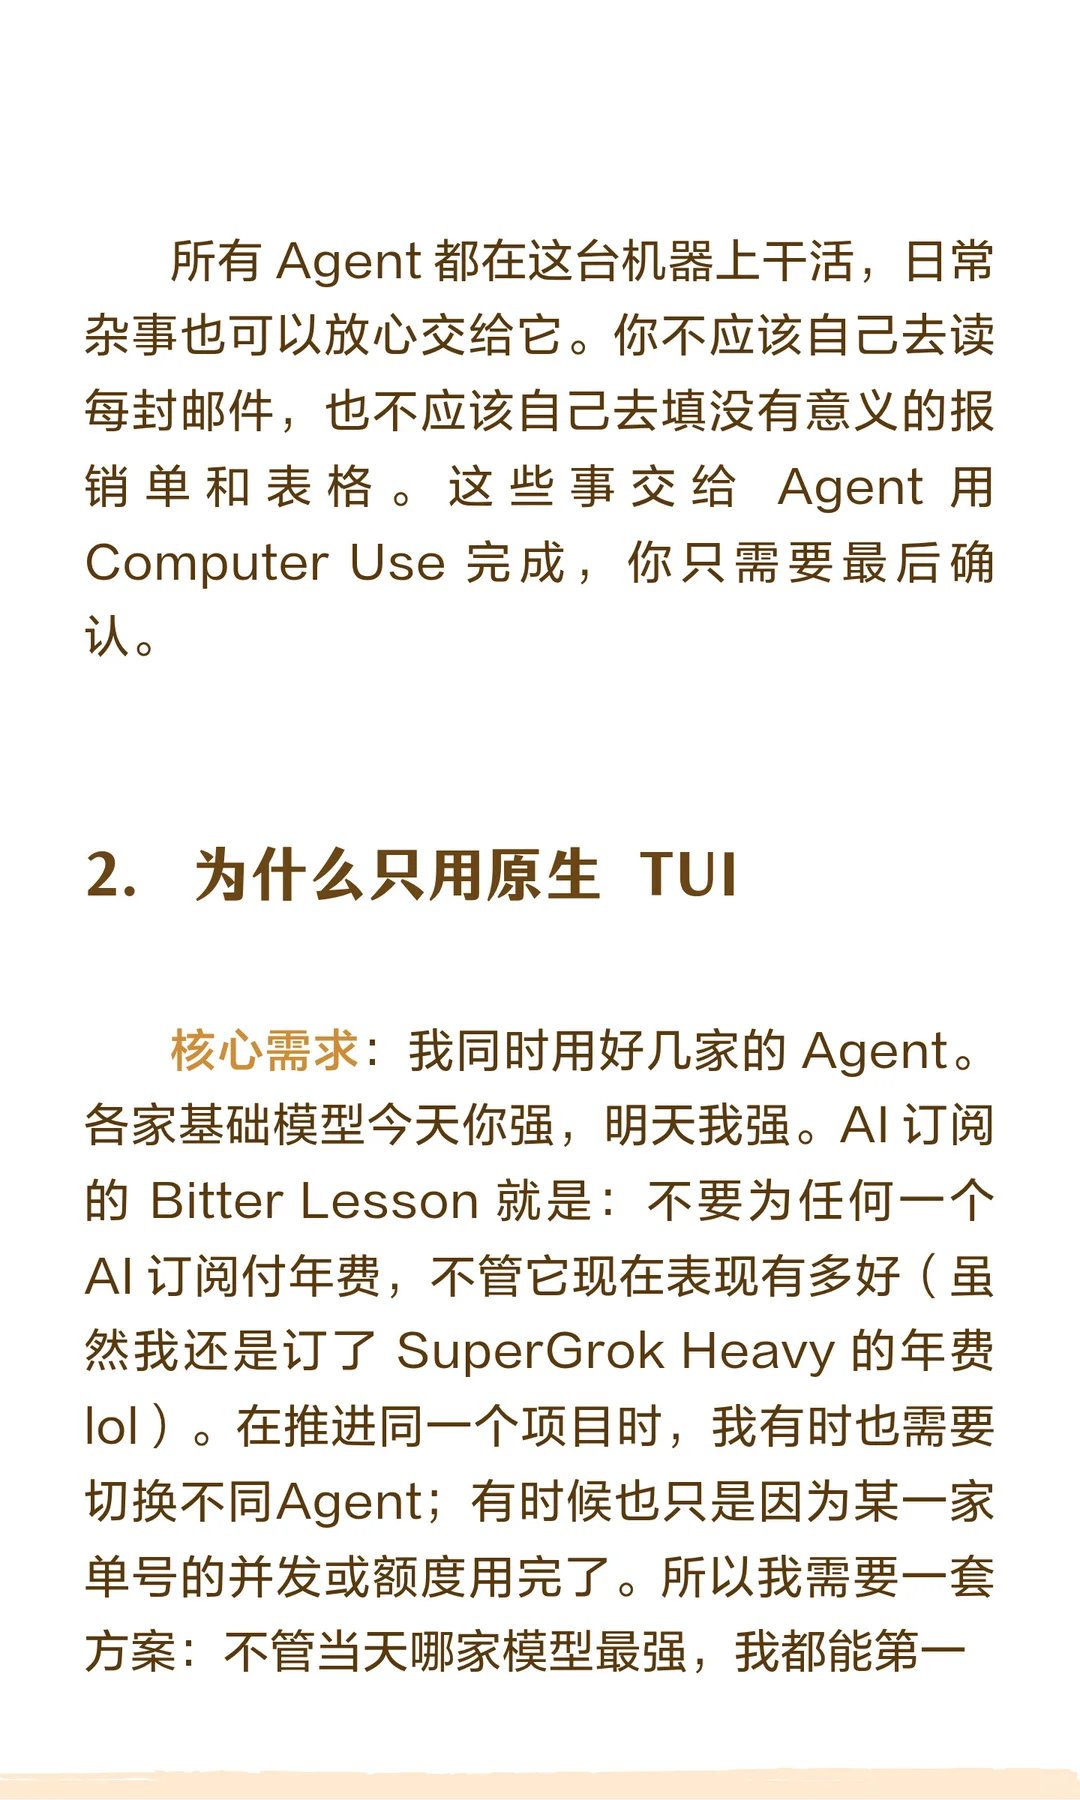 所有 Agent 都在这台机器上干活，日常
杂事也可以放心交给它。你不应该自己去读
每封邮件，也不应该自己去填没有意义的报
销单和表格。这些事交给 Agent 用
Computer Use 完成，你只需要最后确
认。
2. 为什么只用原生 TUI
核心需求：我同时用好几家的 Agent。
各家基础模型今天你强，明天我强。AI 订阅
的 Bitter Lesson 就是：不要为任何一个
AI 订阅付年费，不管它现在表现有多好（虽
然我还是订了 SuperGrok Heavy 的年费
lol）。在推进同一个项目时，我有时也需要
切换不同Agent；有时候也只是因为某一家
单号的并发或额度用完了。所以我需要一套
方案：不管当天哪家模型最强，我都能第一